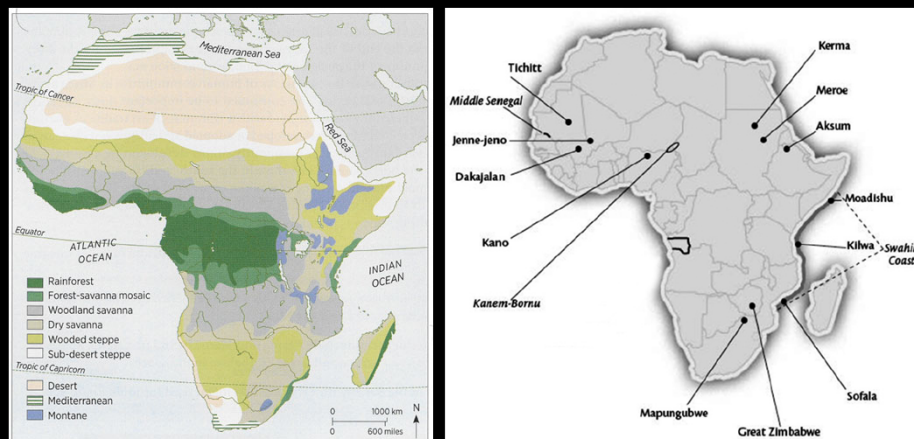 Mediterranean Sea
Tropic of Cancer
Red Sea
Equator
ATLANTIC
OCEAN
INDIAN
OCEAN
Rainforest
Forest-savanna mosaic
Woodland savanna
Dry savanna
Wooded steppe
Sub-desert steppe
Tropic of Capricorn
Desert
Mediterranean
Montane
0 1000 km
0 600 miles
N
Kerma
Tichitt
Meroe
Middle Senegal
Aksum
Jenne-jeno
Dakajalan
Moadishu
Kano
Kilwa
Swahili
Coast
Kanem-Bornu
Sofala
Mapungubwe
Great Zimbabwe